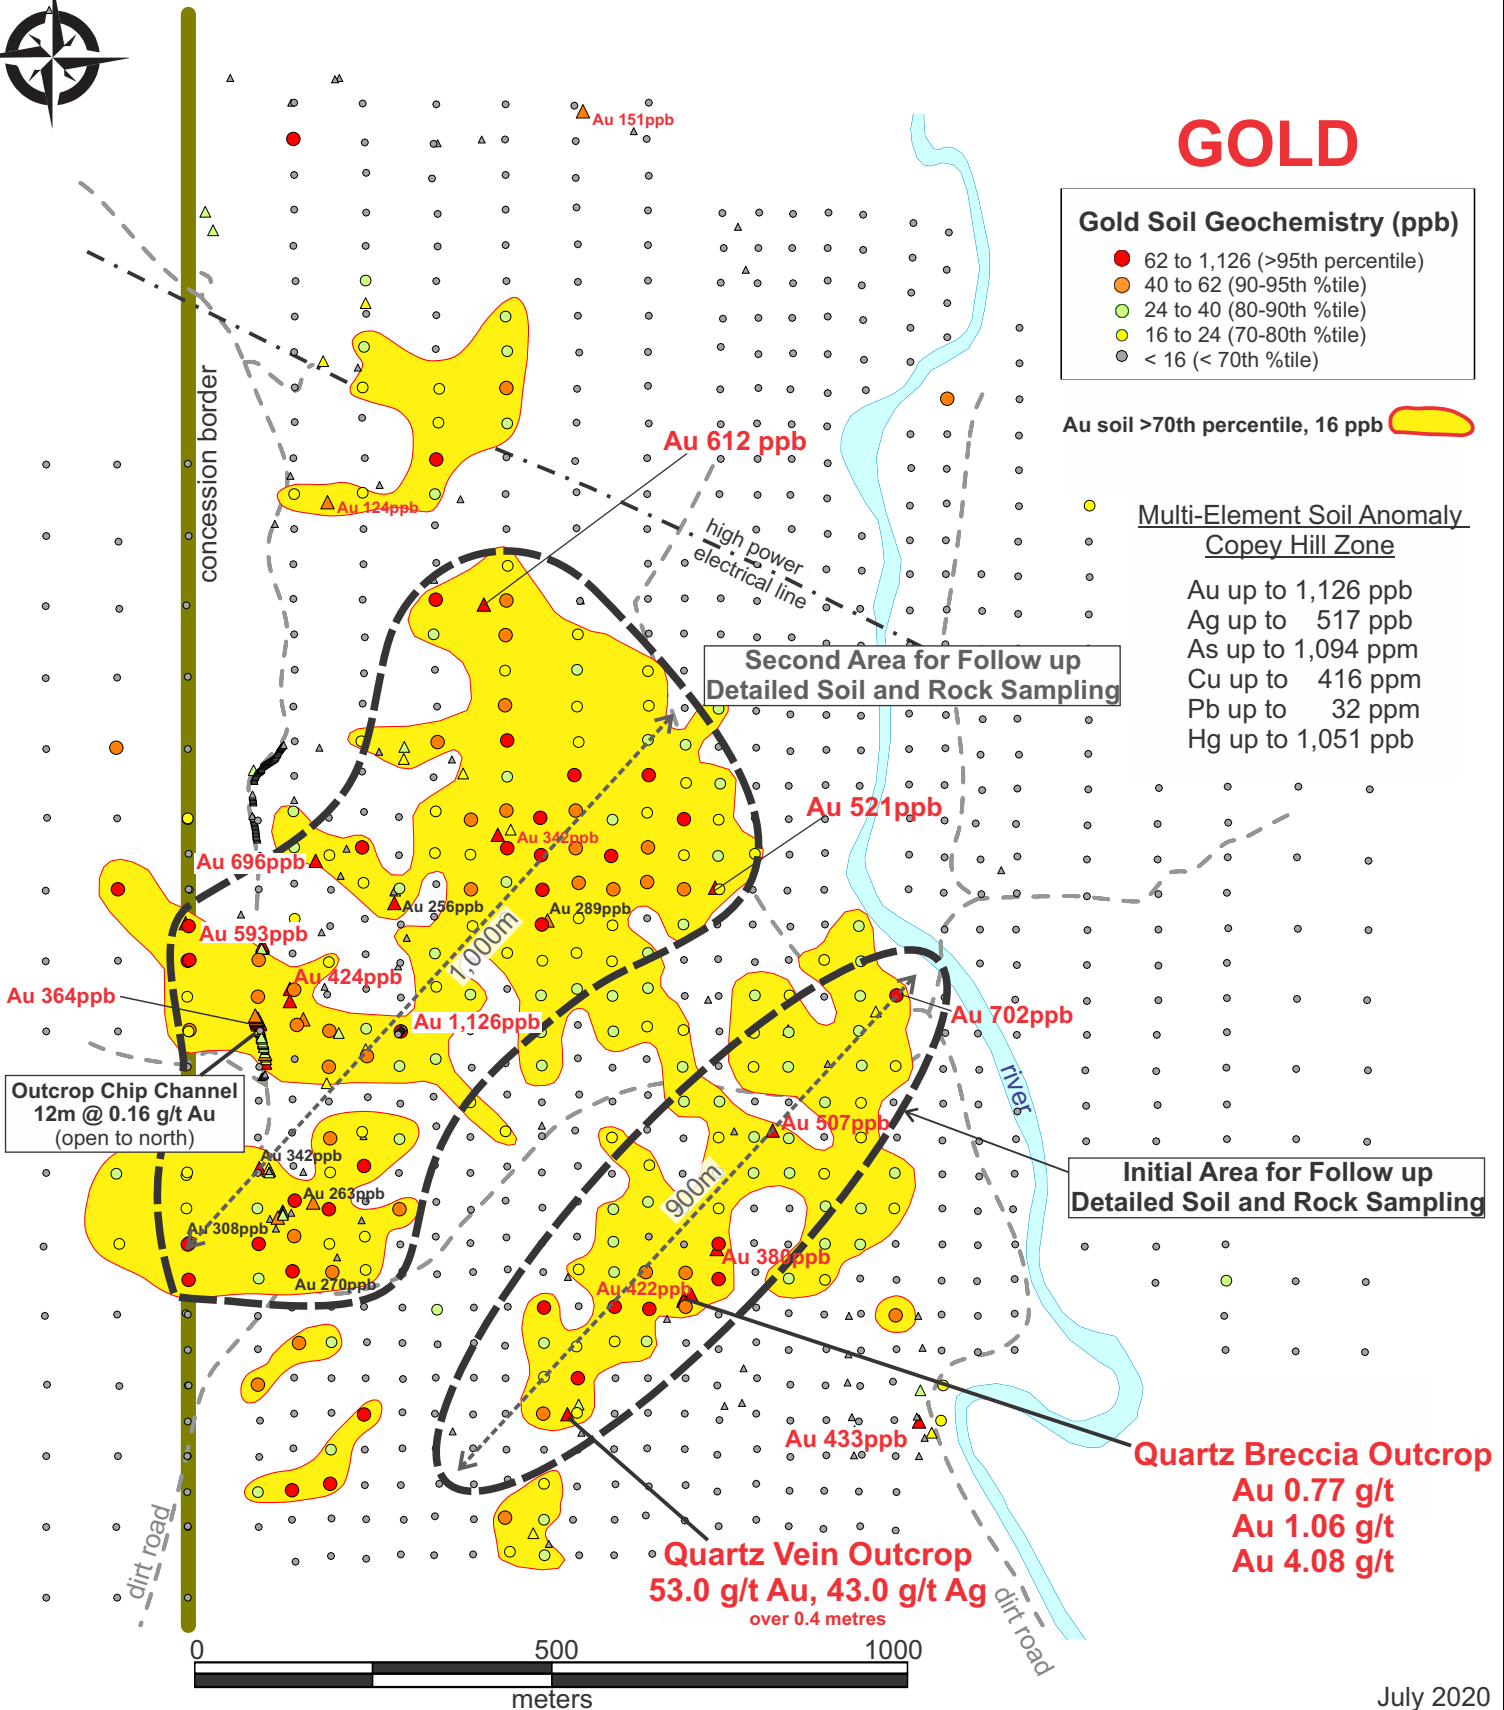 GOLD
Gold Soil Geochemistry (ppb)
62 to 1,126 (>95th percentile)
40 to 62 (90-95th %tile)
24 to 40 (80-90th %tile)
16 to 24 (70-80th %tile)
< 16 (< 70th %tile)
Au soil >70th percentile, 16 ppb
Multi-Element Soil Anomaly
Copey Hill Zone
Au up to 1,126 ppb
Ag up to 517 ppb
As up to 1,094 ppm
Cu up to 416 ppm
Pb up to 32 ppm
Hg up to 1,051 ppb
Au 151ppb
concession border
Au 612 ppb
Au 124ppb
high power
electrical line
Second Area for Follow up
Detailed Soil and Rock Sampling
Au 521ppb
Au 342ppb
Au 696ppb
Au 256ppb
Au 289ppb
Au 593ppb
1,000m
Au 424ppb
Au 364ppb
Au 1,126ppb
Au 702ppb
river
Outcrop Chip Channel
12m @ 0.16 g/t Au
(open to north)
Au 507ppb
Au 342ppb
Initial Area for Follow up
Detailed Soil and Rock Sampling
Au 263ppb
900m
Au 308ppb
Au 380ppb
Au 270ppb
Au 422ppb
Au 433ppb
Quartz Breccia Outcrop
Au 0.77 g/t
Au 1.06 g/t
Au 4.08 g/t
Quartz Vein Outcrop
53.0 g/t Au, 43.0 g/t Ag
over 0.4 metres
dirt road
dirt road
0 500 1000
meters
July 2020